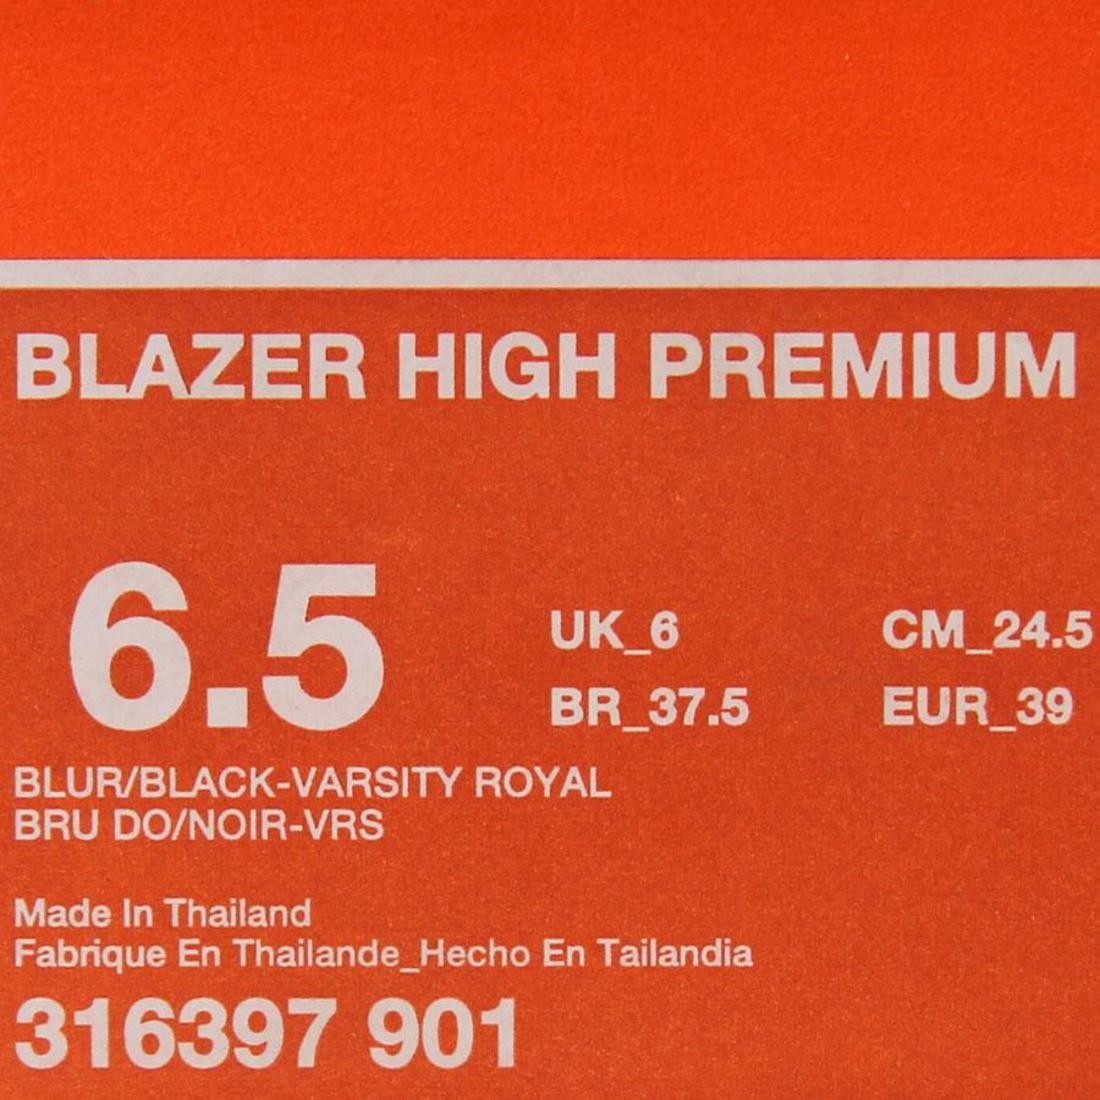 BLAZER HIGH PREMIUM
6.5
UK_6 CM_24.5
BR_37.5 EUR_39
BLUR/BLACK-VARSITY ROYAL
BRU DO/NOIR-VRS
Made In Thailand
Fabrique En Thailande_Hecho En Tailandia
316397 901